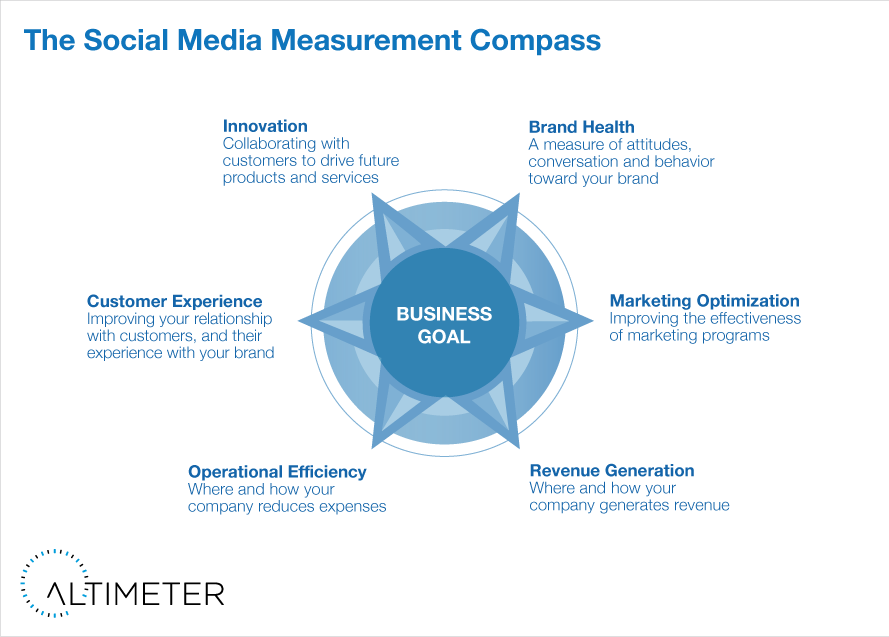 The Social Media Measurement Compass
Innovation
Collaborating with
customers to drive future
products and services
Brand Health
A measure of attitudes,
conversation and behavior
toward your brand
Customer Experience
Improving your relationship
with customers, and their
experience with your brand
BUSINESS
GOAL
Marketing Optimization
Improving the effectiveness
of marketing programs
Operational Efficiency
Where and how your
company reduces expenses
Revenue Generation
Where and how your
company generates revenue
ALTIMETER